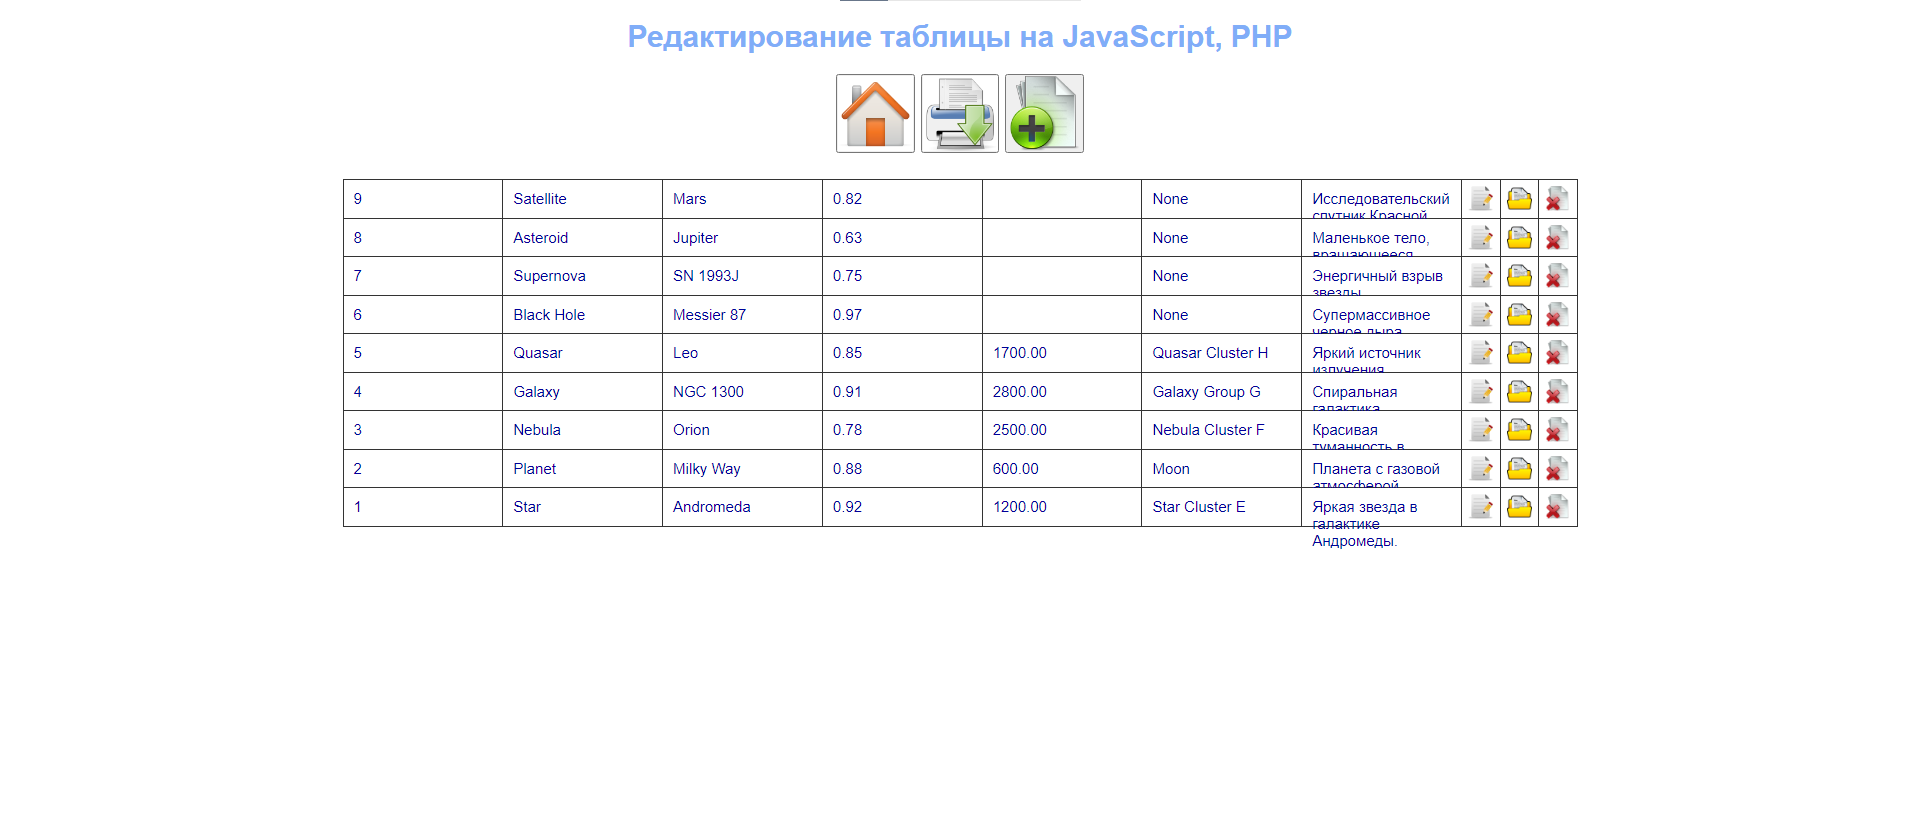 Редактирование таблицы на JavaScript, PHP
9 Satellite Mars 0.82 None Исследовательский
спутник Красной
8 Asteroid Jupiter 0.63 None Маленькое тело,
вращающееся
7 Supernova SN 1993J 0.75 None Энергичный взрыв
звезды
6 Black Hole Messier 87 0.97 None Супермассивное
черное дыра
5 Quasar Leo 0.85 1700.00 Quasar Cluster H Яркий источник
излучения
4 Galaxy NGC 1300 0.91 2800.00 Galaxy Group G Спиральная
галактика
3 Nebula Orion 0.78 2500.00 Nebula Cluster F Красивая
туманность в
2 Planet Milky Way 0.88 600.00 Moon Планета с газовой
атмосферой
1 Star Andromeda 0.92 1200.00 Star Cluster E Яркая звезда в
галактике
Андромеды.